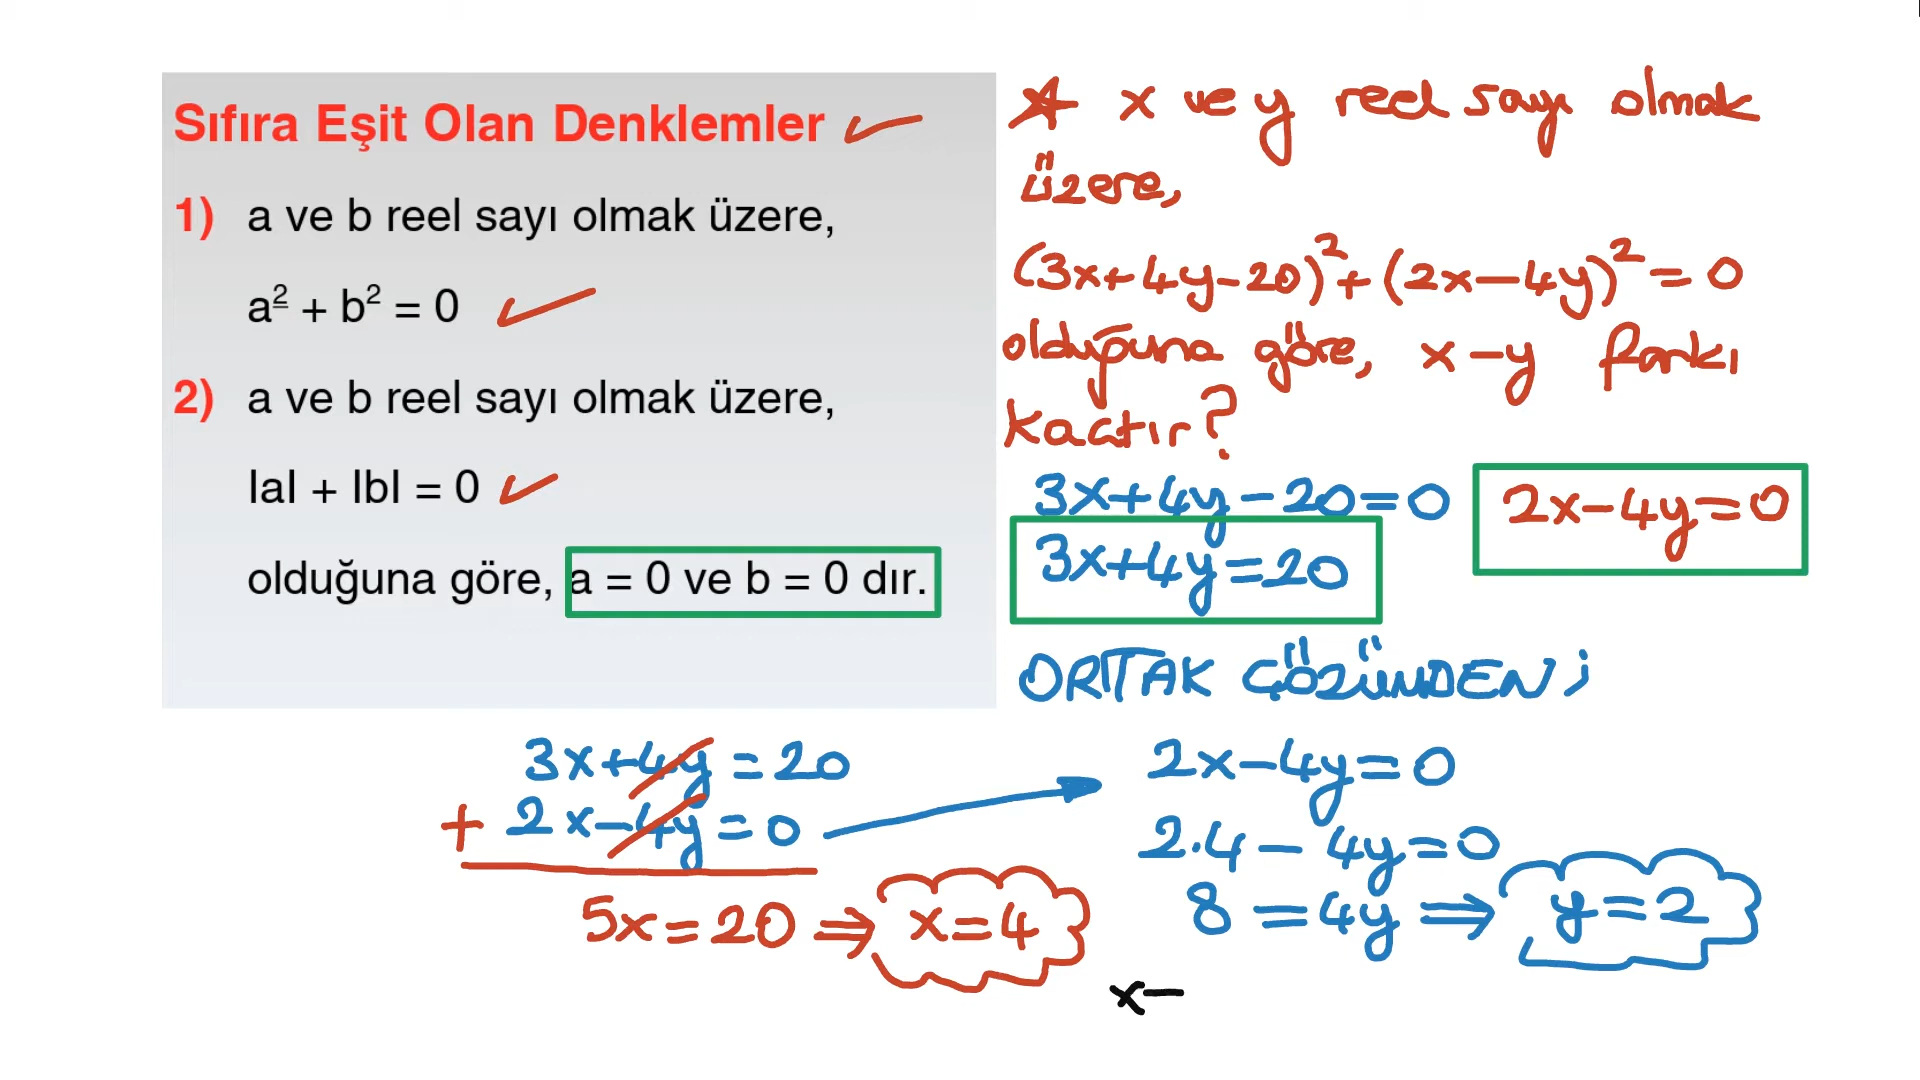 Sıfıra Eşit Olan Denklemler
1) a ve b reel sayı olmak üzere,
a² + b² = 0
2) a ve b reel sayı olmak üzere,
IaI + IbI = 0
olduğuna göre, a = 0 ve b = 0 dır.
x ve y reel sayı olmak
üzere,
(3x+4y-20)²+(2x-4y)²=0
olduğuna göre, x-y farkı
kaçtır?
3x+4y-20=0
2x-4y=0
3x+4y=20
ORTAK ÇÖZÜMDEN;
3x+4y=20
+ 2x-4y=0
5x=20 ⇒ x=4
2x-4y=0
2.4-4y=0
8=4y ⇒ y=2
x-